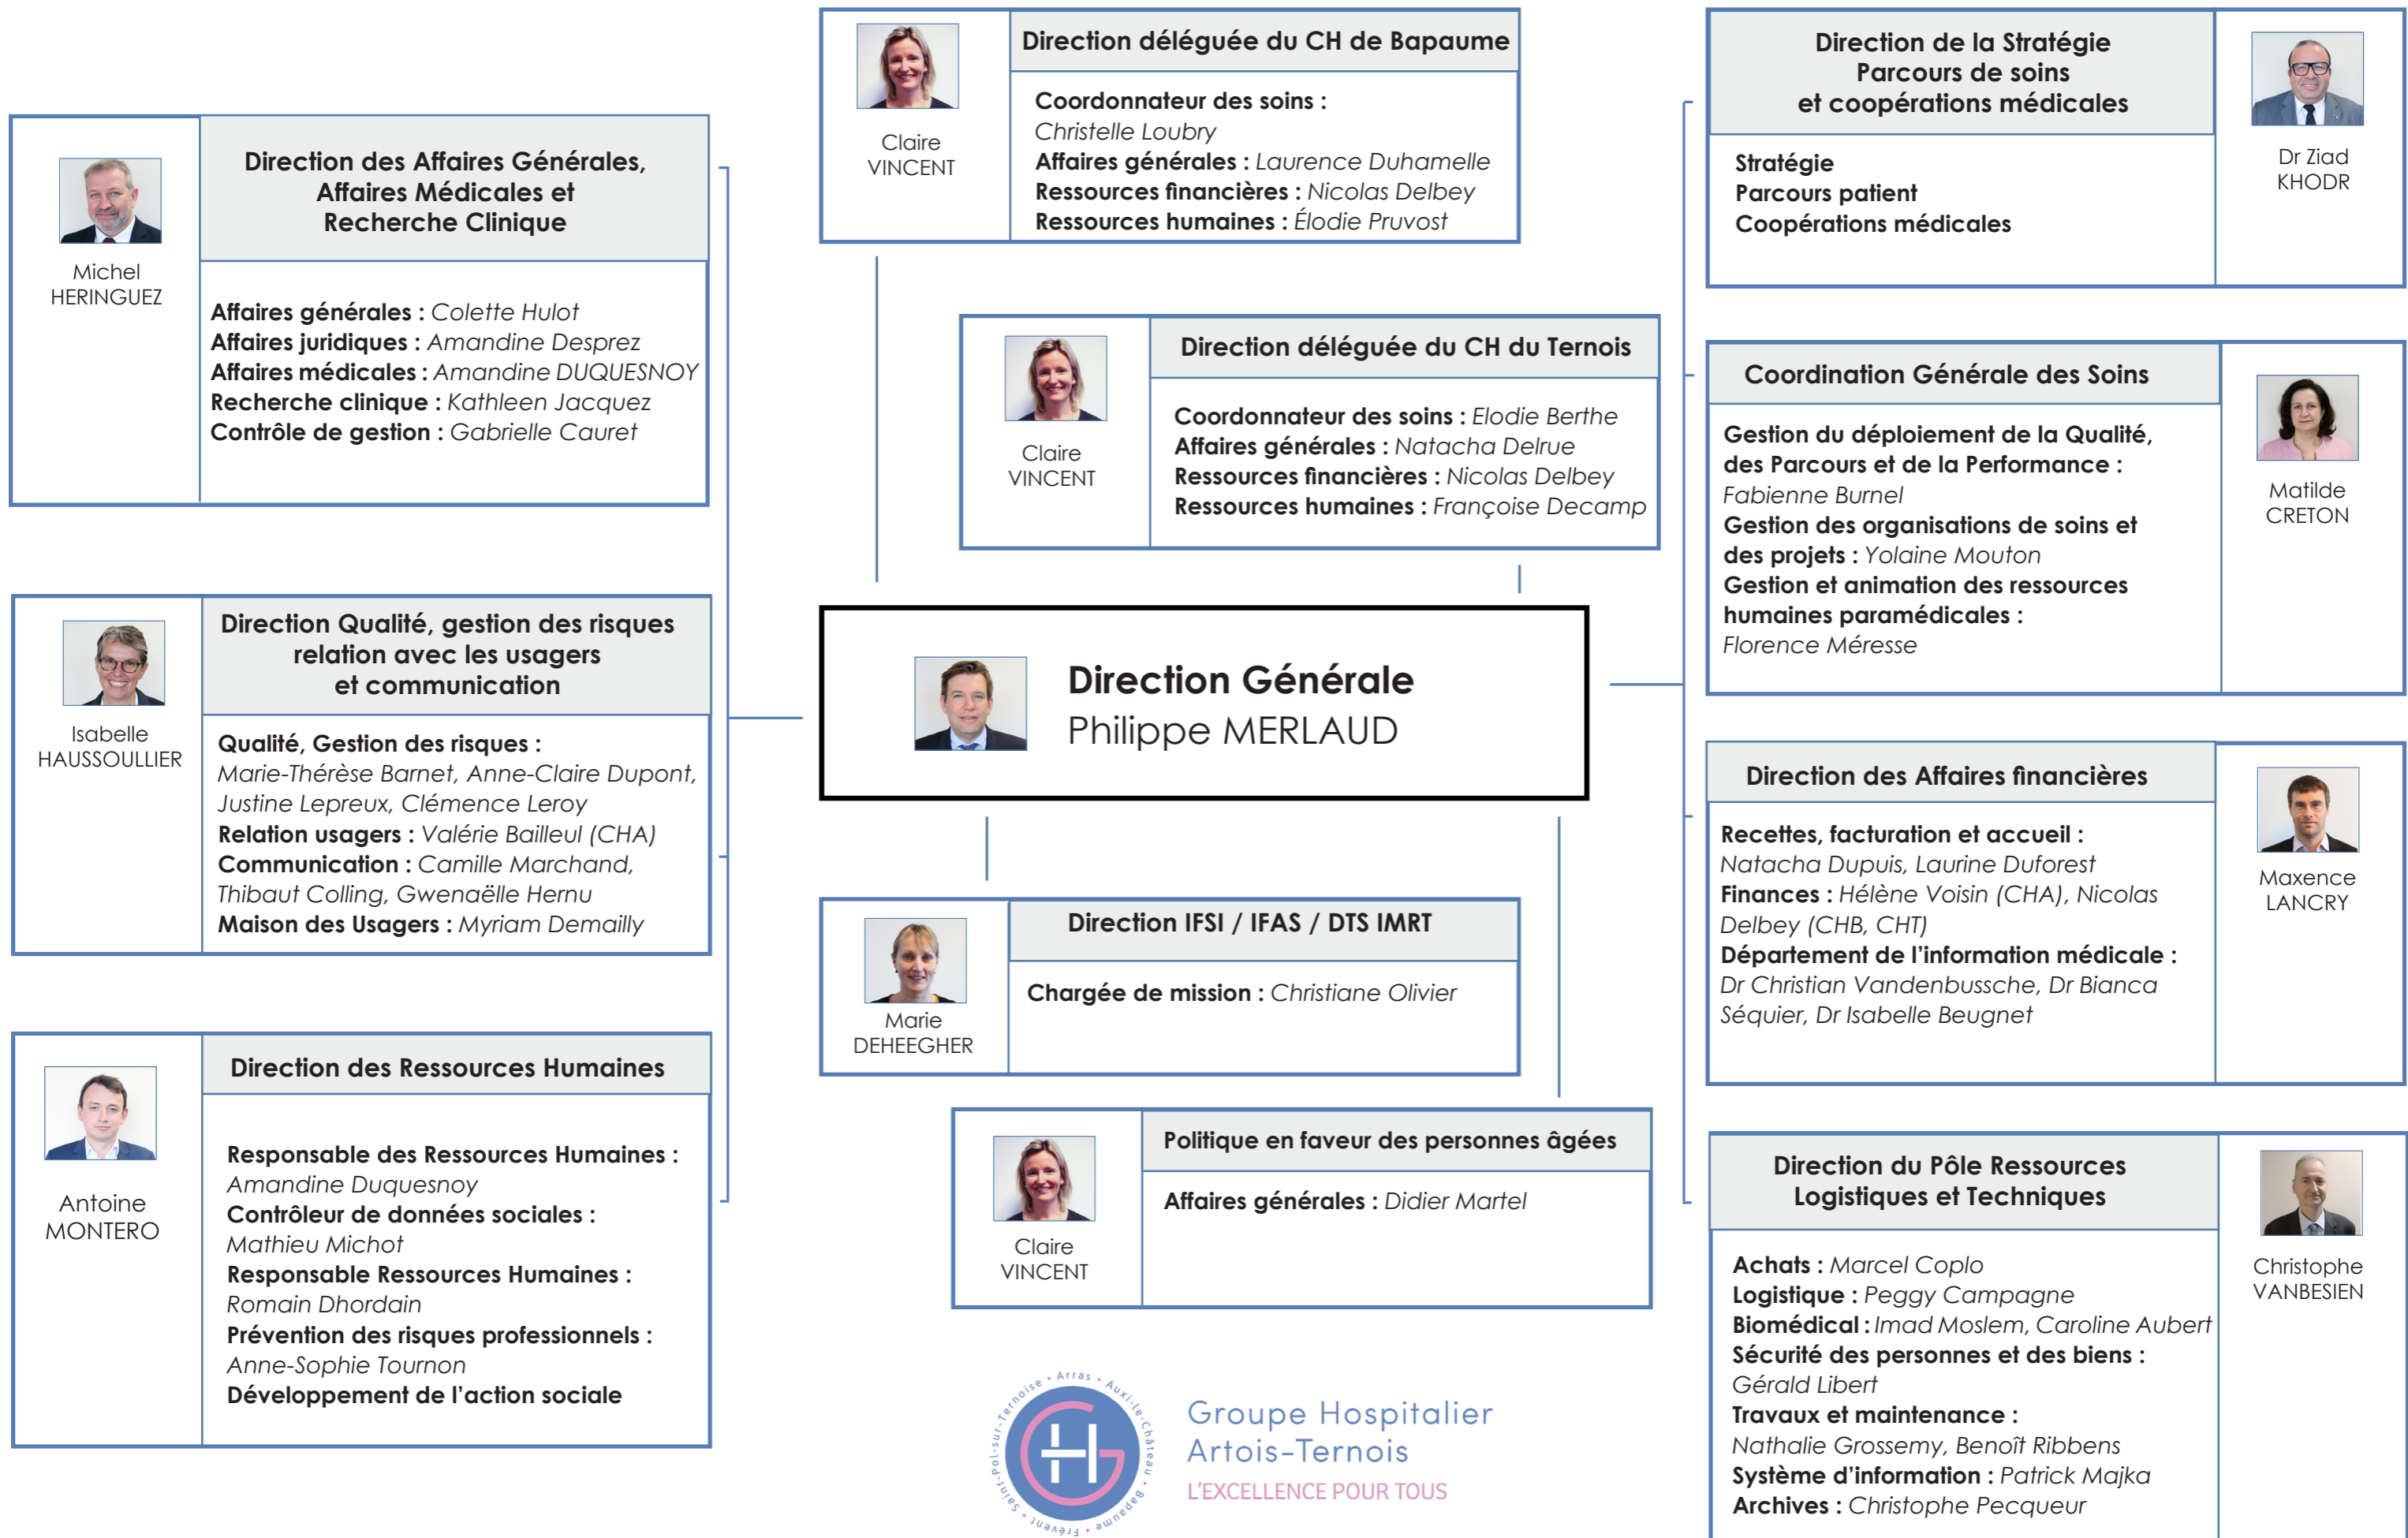 Michel
HERINGUEZ
Direction des Affaires Générales,
Affaires Médicales et
Recherche Clinique
Affaires générales : Colette Hulot
Affaires juridiques : Amandine Desprez
Affaires médicales : Amandine DUQUESNOY
Recherche clinique : Kathleen Jacquez
Contrôle de gestion : Gabrielle Cauret
Isabelle
HAUSSOULLIER
Direction Qualité, gestion des risques
relation avec les usagers
et communication
Qualité, Gestion des risques :
Marie-Thérèse Barnet, Anne-Claire Dupont,
Justine Lepreux, Clémence Leroy
Relation usagers : Valérie Bailleul (CHA)
Communication : Camille Marchand,
Thibaut Colling, Gwenaëlle Hernu
Maison des Usagers : Myriam Demailly
Antoine
MONTERO
Direction des Ressources Humaines
Responsable des Ressources Humaines :
Amandine Duquesnoy
Contrôleur de données sociales :
Mathieu Michot
Responsable Ressources Humaines :
Romain Dhordain
Prévention des risques professionnels :
Anne-Sophie Tournon
Développement de l'action sociale
Claire
VINCENT
Direction déléguée du CH de Bapaume
Coordonnateur des soins :
Christelle Loubry
Affaires générales : Laurence Duhamelle
Ressources financières : Nicolas Delbey
Ressources humaines : Élodie Pruvost
Claire
VINCENT
Direction déléguée du CH du Ternois
Coordonnateur des soins : Elodie Berthe
Affaires générales : Natacha Delrue
Ressources financières : Nicolas Delbey
Ressources humaines : Françoise Decamp
Direction Générale
Philippe MERLAUD
Marie
DEHEEGHER
Direction IFSI / IFAS / DTS IMRT
Chargée de mission : Christiane Olivier
Claire
VINCENT
Politique en faveur des personnes âgées
Affaires générales : Didier Martel
Saint-Pol-sur-Ternoise • Arras • Auxi-le-Château • Bapaume • Frévent •
GH
Groupe Hospitalier
Artois-Ternois
L'EXCELLENCE POUR TOUS
Direction de la Stratégie
Parcours de soins
et coopérations médicales
Stratégie
Parcours patient
Coopérations médicales
Dr Ziad
KHODR
Coordination Générale des Soins
Gestion du déploiement de la Qualité,
des Parcours et de la Performance :
Fabienne Burnel
Gestion des organisations de soins et
des projets : Yolaine Mouton
Gestion et animation des ressources
humaines paramédicales :
Florence Méresse
Matilde
CRETON
Direction des Affaires financières
Recettes, facturation et accueil :
Natacha Dupuis, Laurine Duforest
Finances : Hélène Voisin (CHA), Nicolas
Delbey (CHB, CHT)
Département de l'information médicale :
Dr Christian Vandenbussche, Dr Bianca
Séquier, Dr Isabelle Beugnet
Maxence
LANCRY
Direction du Pôle Ressources
Logistiques et Techniques
Achats : Marcel Coplo
Logistique : Peggy Campagne
Biomédical : Imad Moslem, Caroline Aubert
Sécurité des personnes et des biens :
Gérald Libert
Travaux et maintenance :
Nathalie Grossemy, Benoît Ribbens
Système d'information : Patrick Majka
Archives : Christophe Pecqueur
Christophe
VANBESIEN